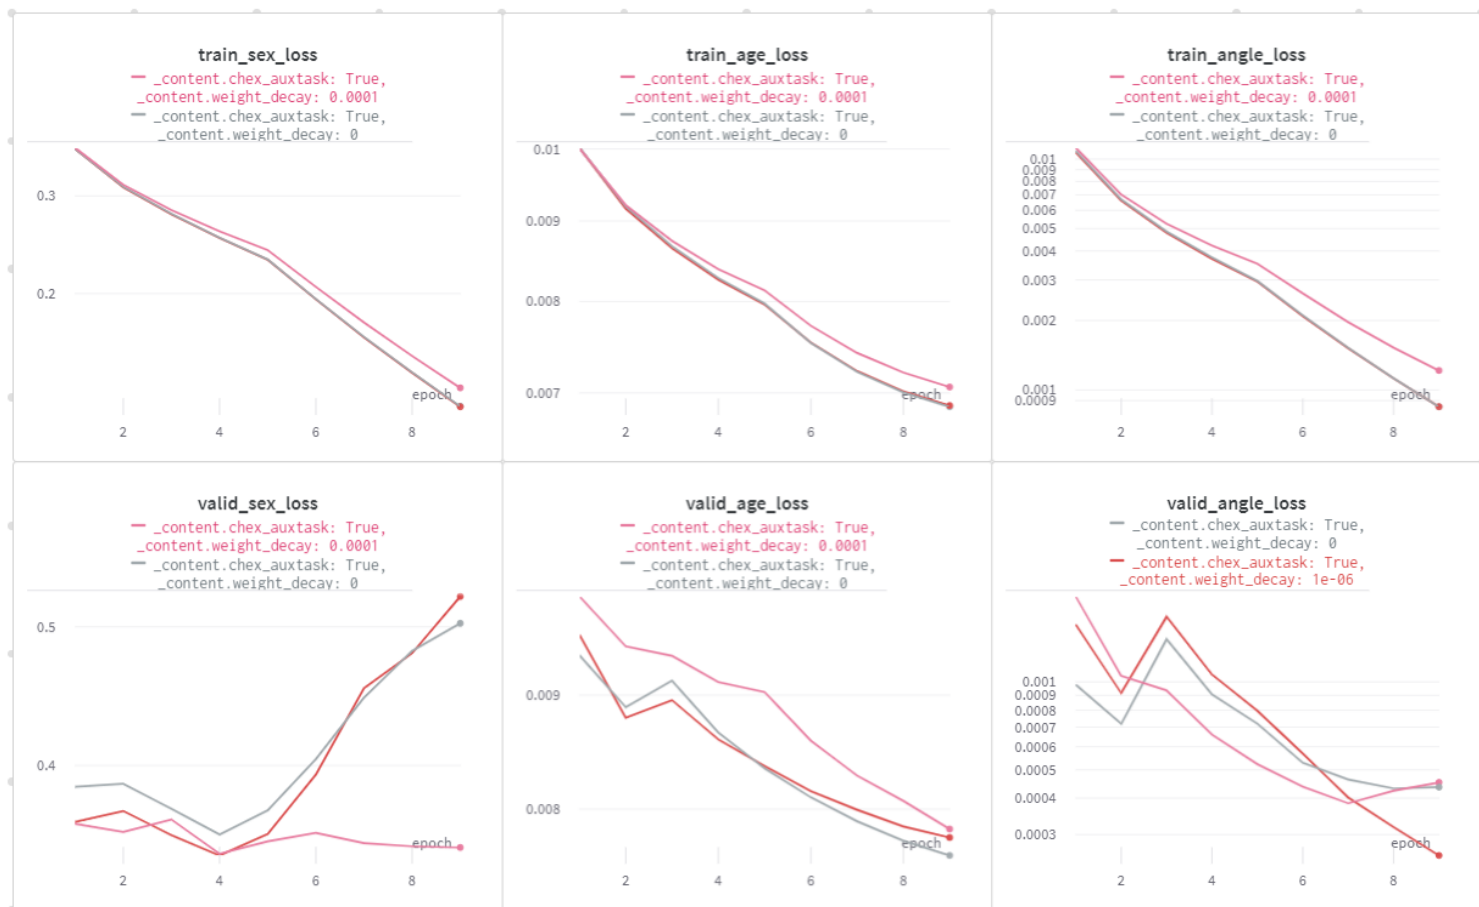 train_sex_loss
_content.chex_auxtask: True,
_content.weight_decay: 0.0001
_content.chex_auxtask: True,
_content.weight_decay: 0
0.3
0.2
epoch
2 4 6 8
train_age_loss
_content.chex_auxtask: True,
_content.weight_decay: 0.0001
_content.chex_auxtask: True,
_content.weight_decay: 0
0.01
0.009
0.008
0.007
epoch
2 4 6 8
train_angle_loss
_content.chex_auxtask: True,
_content.weight_decay: 0.0001
_content.chex_auxtask: True,
_content.weight_decay: 0
0.01
0.009
0.008
0.007
0.006
0.005
0.004
0.003
0.002
0.001
0.0009
epoch
2 4 6 8
valid_sex_loss
_content.chex_auxtask: True,
_content.weight_decay: 0.0001
_content.chex_auxtask: True,
_content.weight_decay: 0
0.5
0.4
epoch
2 4 6 8
valid_age_loss
_content.chex_auxtask: True,
_content.weight_decay: 0.0001
_content.chex_auxtask: True,
_content.weight_decay: 0
0.009
0.008
epoch
2 4 6 8
valid_angle_loss
_content.chex_auxtask: True,
_content.weight_decay: 0
_content.chex_auxtask: True,
_content.weight_decay: 1e-06
0.001
0.0009
0.0008
0.0007
0.0006
0.0005
0.0004
0.0003
epoch
2 4 6 8